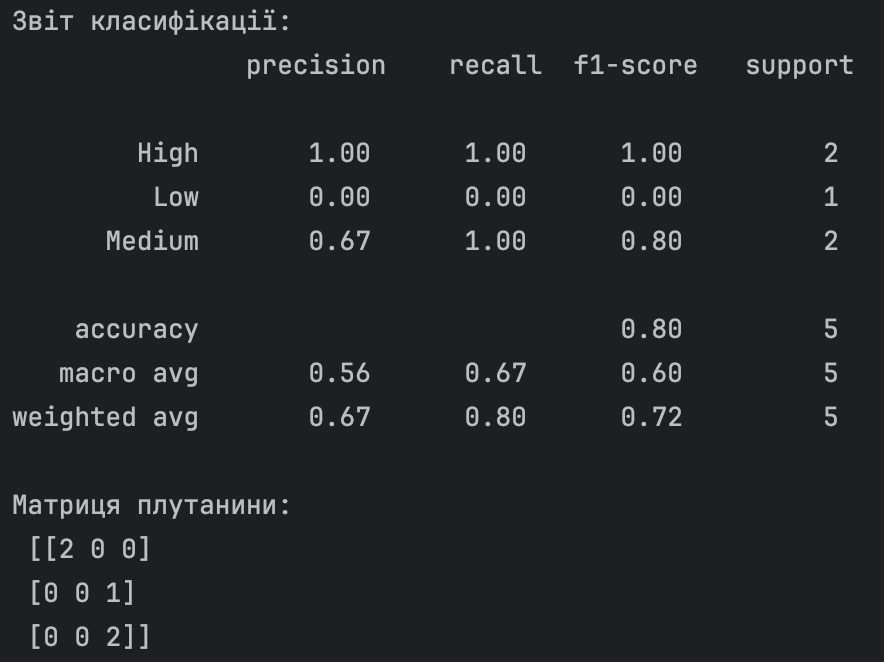 Звіт класифікації:
precision recall f1-score support
High 1.00 1.00 1.00 2
Low 0.00 0.00 0.00 1
Medium 0.67 1.00 0.80 2
accuracy 0.80 5
macro avg 0.56 0.67 0.60 5
weighted avg 0.67 0.80 0.72 5
Матриця плутанини:
[[2 0 0]
[0 0 1]
[0 0 2]]